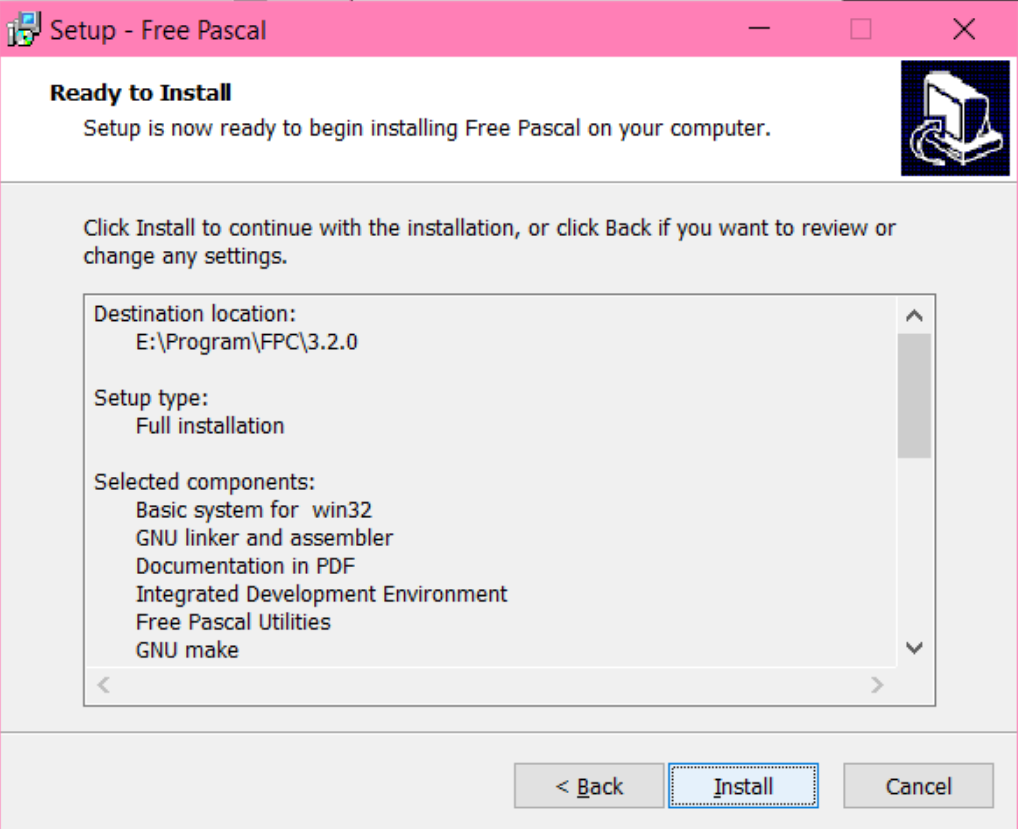 Setup - Free Pascal
Ready to Install
Setup is now ready to begin installing Free Pascal on your computer.
Click Install to continue with the installation, or click Back if you want to review or
change any settings.
Destination location:
E:\Program\FPC\3.2.0
Setup type:
Full installation
Selected components:
Basic system for  win32
GNU linker and assembler
Documentation in PDF
Integrated Development Environment
Free Pascal Utilities
GNU make
< Back
Install
Cancel